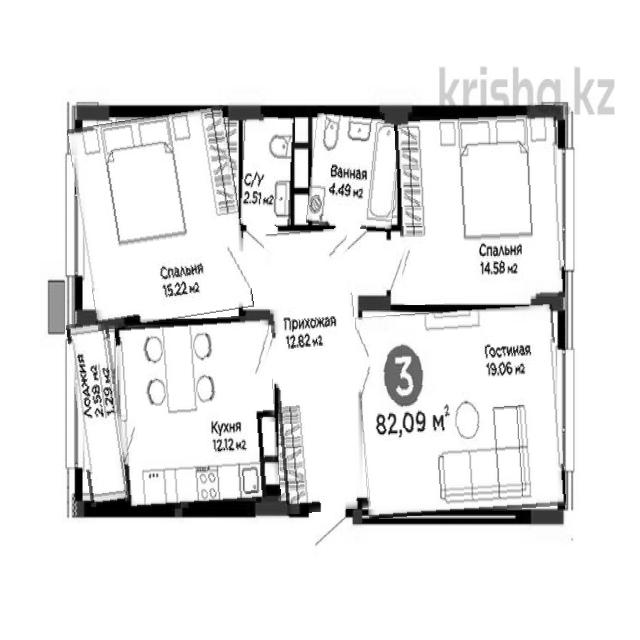 krisha.kz
С/У
2.51 м2
Ванная
4.49 м2
Спальня
15.22 м2
Спальня
14.58 м2
Прихожая
12.82 м2
3
82,09 м²
Гостиная
19.06 м2
Лоджия
2.58 м2
1.29 м2
Кухня
12.12 м2